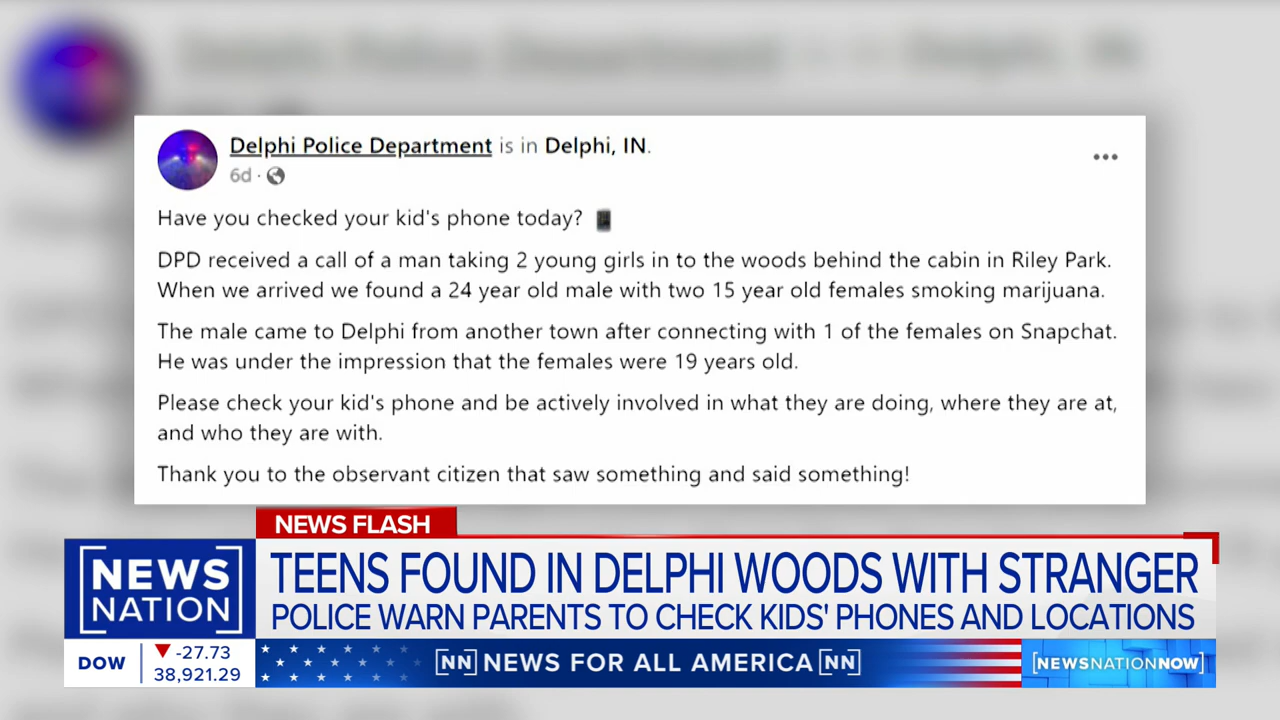 Delphi Police Department is in Delphi, IN.
6d ·
Have you checked your kid's phone today?
DPD received a call of a man taking 2 young girls in to the woods behind the cabin in Riley Park.
When we arrived we found a 24 year old male with two 15 year old females smoking marijuana.
The male came to Delphi from another town after connecting with 1 of the females on Snapchat.
He was under the impression that the females were 19 years old.
Please check your kid's phone and be actively involved in what they are doing, where they are at,
and who they are with.
Thank you to the observant citizen that saw something and said something!
NEWS FLASH
TEENS FOUND IN DELPHI WOODS WITH STRANGER
POLICE WARN PARENTS TO CHECK KIDS' PHONES AND LOCATIONS
NEWS
NATION
DOW
-27.73
38,921.29
NN NEWS FOR ALL AMERICA NN
NEWSNATIONNOW